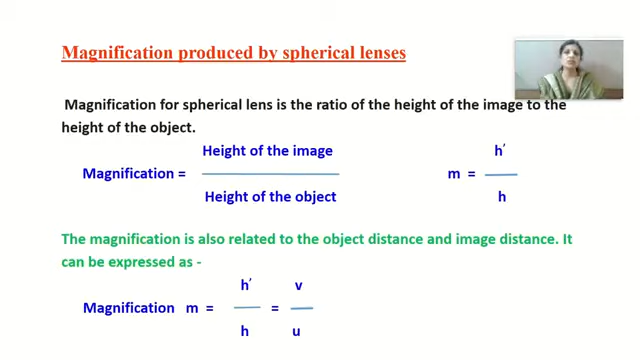 Magnification produced by spherical lenses
Magnification for spherical lens is the ratio of the height of the image to the
height of the object.
Height of the image
h′
Magnification =
m =
Height of the object
h
The magnification is also related to the object distance and image distance. It
can be expressed as -
h′ v
Magnification m = =
h u